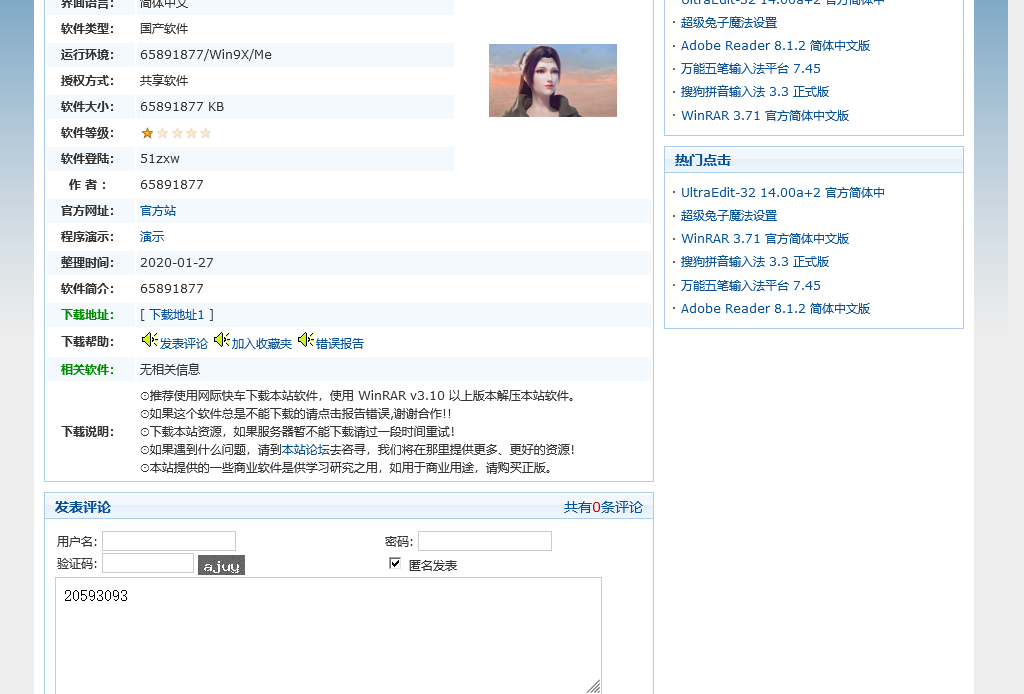 界面语言： 简体中文
软件类型： 国产软件
运行环境： 65891877/Win9X/Me
授权方式： 共享软件
软件大小： 65891877 KB
软件等级：
软件登陆： 51zxw
作 者 ： 65891877
官方网址： 官方站
程序演示： 演示
整理时间： 2020-01-27
软件简介： 65891877
下载地址： [ 下载地址1 ]
下载帮助： 发表评论 加入收藏夹 错误报告
相关软件： 无相关信息
下载说明：
⊙推荐使用网际快车下载本站软件，使用 WinRAR v3.10 以上版本解压本站软件。
⊙如果这个软件总是不能下载的请点击报告错误,谢谢合作!!
⊙下载本站资源，如果服务器暂不能下载请过一段时间重试!
⊙如果遇到什么问题，请到本站论坛去咨寻，我们将在那里提供更多、更好的资源!
⊙本站提供的一些商业软件是供学习研究之用，如用于商业用途，请购买正版。
发表评论 共有0条评论
用户名: 密码:
验证码: ajuy 匿名发表
20593093
· UltraEdit-32 14.00a+2 官方简体中
· 超级兔子魔法设置
· Adobe Reader 8.1.2 简体中文版
· 万能五笔输入法平台 7.45
· 搜狗拼音输入法 3.3 正式版
· WinRAR 3.71 官方简体中文版
热门点击
· UltraEdit-32 14.00a+2 官方简体中
· 超级兔子魔法设置
· WinRAR 3.71 官方简体中文版
· 搜狗拼音输入法 3.3 正式版
· 万能五笔输入法平台 7.45
· Adobe Reader 8.1.2 简体中文版